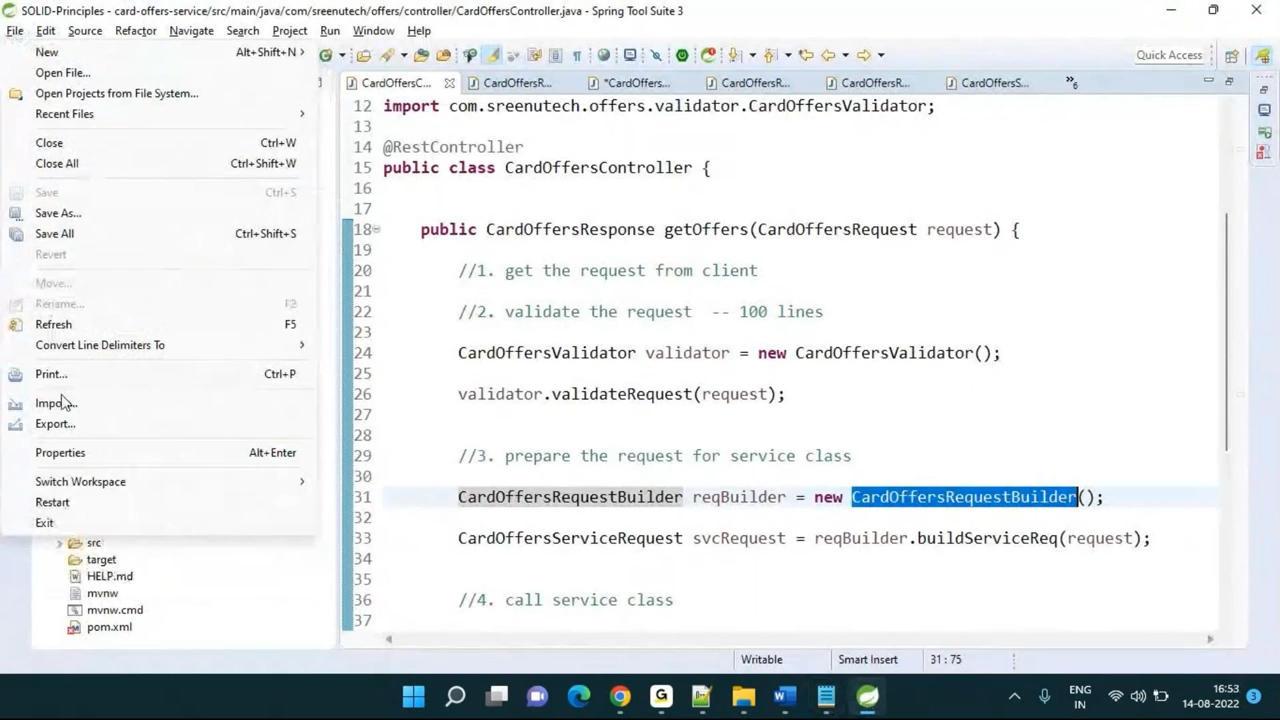 SOLID-Principles - card-offers-service/src/main/java/com/sreenutech/offers/controller/CardOffersController.java - Spring Tool Suite 3
File Edit Source Refactor Navigate Search Project Run Window Help
Quick Access
New Alt+Shift+N
Open File...
Open Projects from File System...
Recent Files
Close Ctrl+W
Close All Ctrl+Shift+W
Save Ctrl+S
Save As...
Save All Ctrl+Shift+S
Revert
Move...
Rename... F2
Refresh F5
Convert Line Delimiters To
Print... Ctrl+P
Export...
Properties Alt+Enter
Switch Workspace
Restart
Exit
src
target
HELP.md
mvnw
mvnw.cmd
pom.xml
CardOffersC... CardOffersR... *CardOffers... CardOffersR... CardOffersR... CardOffersS... »6
12 import com.sreenutech.offers.validator.CardOffersValidator;
13
14 @RestController
15 public class CardOffersController {
16
17
18 public CardOffersResponse getOffers(CardOffersRequest request) {
19
20 //1. get the request from client
21
22 //2. validate the request -- 100 lines
23
24 CardOffersValidator validator = new CardOffersValidator();
25
26 validator.validateRequest(request);
27
28
29 //3. prepare the request for service class
30
31 CardOffersRequestBuilder reqBuilder = new CardOffersRequestBuilder();
32
33 CardOffersServiceRequest svcRequest = reqBuilder.buildServiceReq(request);
34
35
36 //4. call service class
37
Writable Smart Insert 31 : 75
ENG
IN
16:53
14-08-2022
3